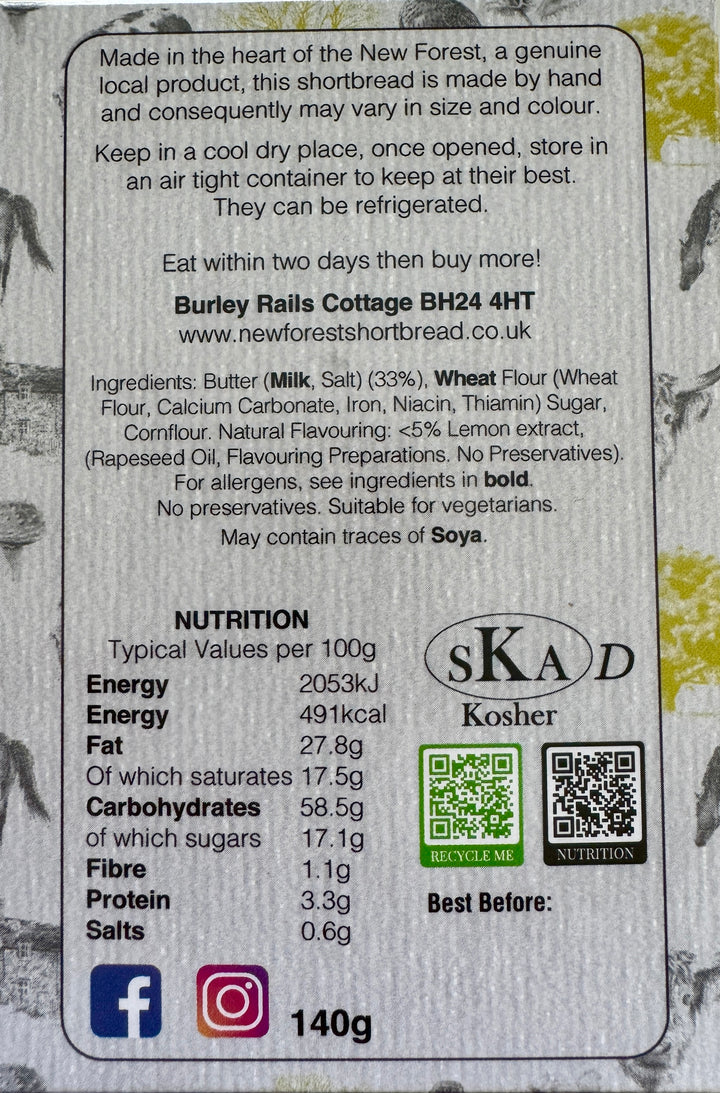 Made in the heart of the New Forest, a genuine
local product, this shortbread is made by hand
and consequently may vary in size and colour.
Keep in a cool dry place, once opened, store in
an air tight container to keep at their best.
They can be refrigerated.
Eat within two days then buy more!
Burley Rails Cottage BH24 4HT
www.newforestshortbread.co.uk
Ingredients: Butter (Milk, Salt) (33%), Wheat Flour (Wheat
Flour, Calcium Carbonate, Iron, Niacin, Thiamin) Sugar,
Cornflour. Natural Flavouring: <5% Lemon extract,
(Rapeseed Oil, Flavouring Preparations. No Preservatives).
For allergens, see ingredients in bold.
No preservatives. Suitable for vegetarians.
May contain traces of Soya.
NUTRITION
Typical Values per 100g
Energy 2053kJ
Energy 491kcal
Fat 27.8g
Of which saturates 17.5g
Carbohydrates 58.5g
of which sugars 17.1g
Fibre 1.1g
Protein 3.3g
Salts 0.6g
SKA D
Kosher
RECYCLE ME
NUTRITION
Best Before:
f
140g